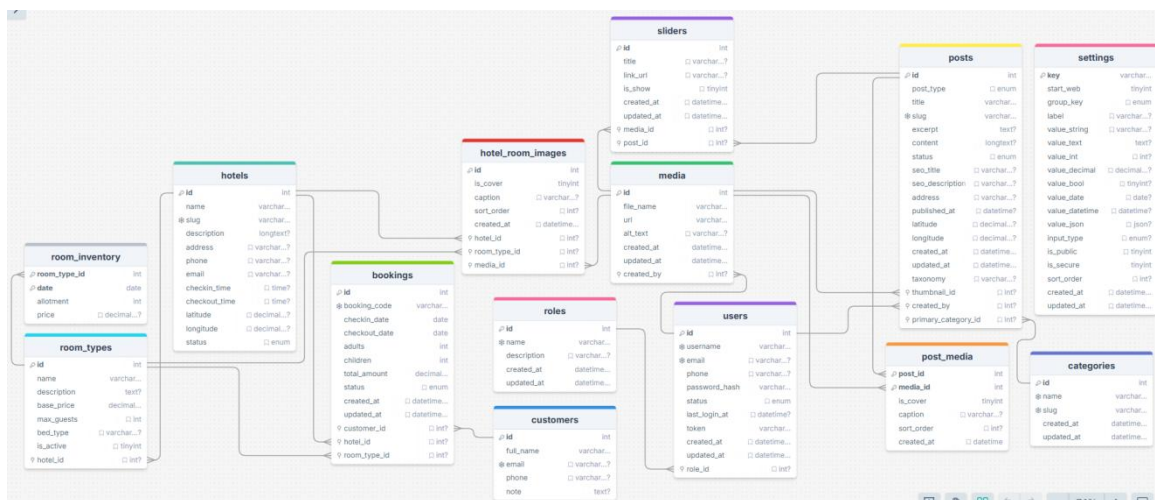 sliders
id int
title varchar...?
link_url varchar...?
is_show tinyint
created_at datetime...
updated_at datetime...
media_id int?
post_id int?
posts
id int
post_type enum
title varchar...
slug varchar...
excerpt text?
content longtext?
status enum
seo_title varchar...?
seo_description varchar...?
address varchar...?
published_at datetime?
latitude decimal...?
longitude decimal...?
created_at datetime...
updated_at datetime...
taxonomy varchar...?
thumbnail_id int?
created_by int?
primary_category_id int?
settings
key varchar...
start_web tinyint
group_key enum
label varchar...?
value_string varchar...?
value_text text?
value_int int?
value_decimal decimal...?
value_bool tinyint?
value_date date?
value_datetime datetime?
value_json json?
input_type enum?
is_public tinyint
is_secure tinyint
sort_order int?
created_at datetime...
updated_at datetime...
hotel_room_images
id int
is_cover tinyint
caption varchar...?
sort_order int?
created_at datetime...
hotel_id int?
room_type_id int?
media_id int?
media
id int
file_name varchar...
url varchar...
alt_text varchar...?
created_at datetime
updated_at datetime
created_by int?
hotels
id int
name varchar...
slug varchar...
description longtext?
address varchar...?
phone varchar...?
email varchar...?
checkin_time time?
checkout_time time?
latitude decimal...?
longitude decimal...?
status enum
room_inventory
room_type_id int
date date
allotment int
price decimal...?
room_types
id int
name varchar...
description text?
base_price decimal...
max_guests int
bed_type varchar...?
is_active tinyint
hotel_id int?
bookings
id int
booking_code varchar...
checkin_date date
checkout_date date
adults int
children int
total_amount decimal...
status enum
created_at datetime...
updated_at datetime...
customer_id int?
hotel_id int?
room_type_id int?
roles
id int
name varchar...
description varchar...?
created_at datetime...
updated_at datetime...
customers
id int
full_name varchar...
email varchar...?
phone varchar...?
note text?
users
id int
username varchar...
email varchar...?
phone varchar...?
password_hash varchar...
status enum
last_login_at datetime?
token varchar...
created_at datetime...
updated_at datetime...
role_id int?
post_media
post_id int
media_id int
is_cover tinyint
caption varchar...?
sort_order int?
created_at datetime
categories
id int
name varchar...
slug varchar...
created_at datetime...
updated_at datetime...